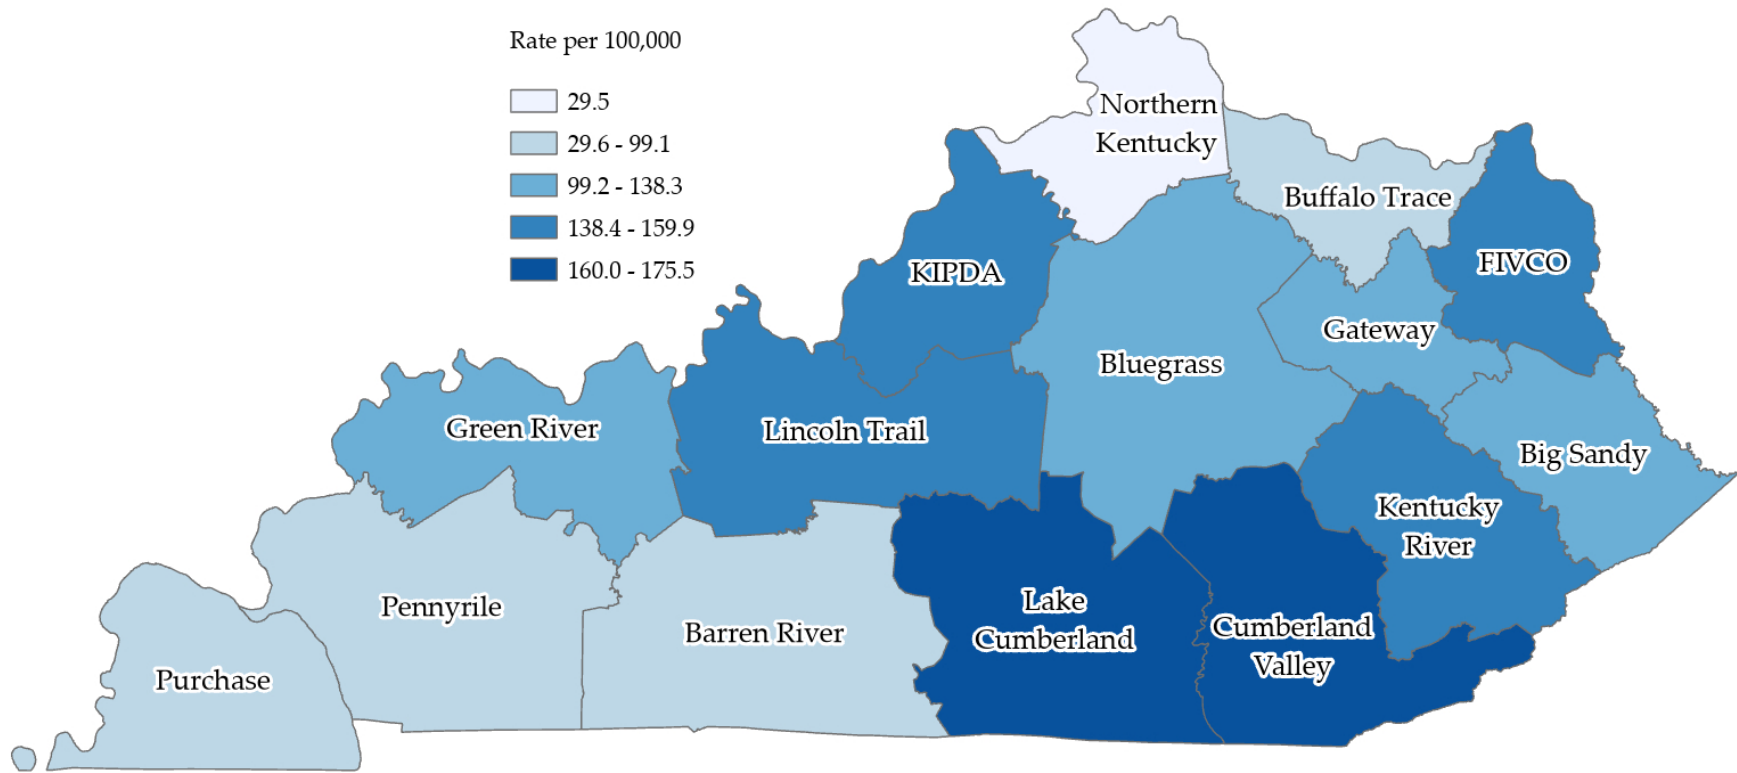 Rate per 100,000
29.5
29.6 - 99.1
99.2 - 138.3
138.4 - 159.9
160.0 - 175.5
Northern
Kentucky
Buffalo Trace
FIVCO
KIPDA
Gateway
Bluegrass
Green River
Lincoln Trail
Big Sandy
Kentucky
River
Pennyrile
Barren River
Lake
Cumberland
Cumberland
Valley
Purchase